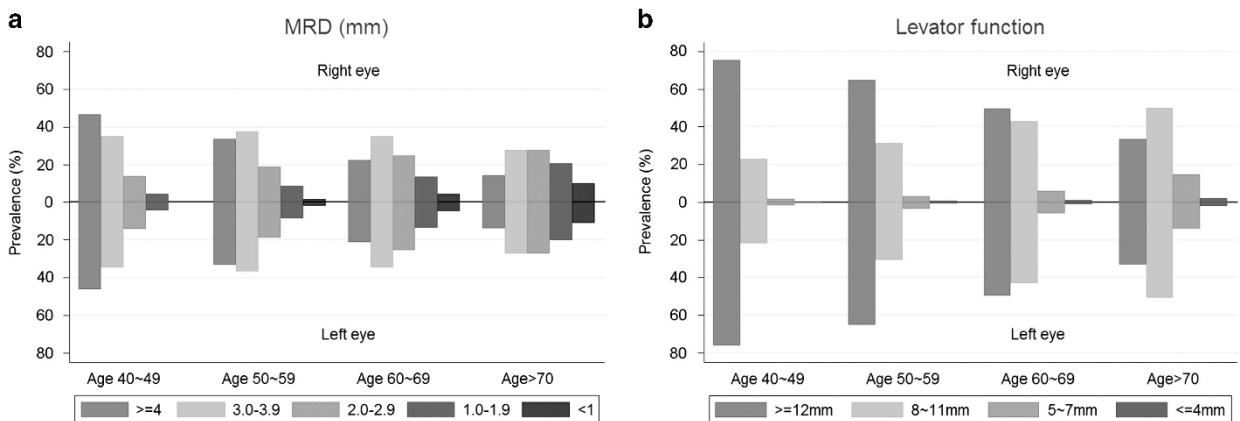 a
MRD (mm)
Prevalence (%)
80
60
40
20
0
20
40
60
80
Right eye
Left eye
Age 40~49 Age 50~59 Age 60~69 Age>70
>=4 3.0-3.9 2.0-2.9 1.0-1.9 <1
b
Levator function
Prevalence (%)
80
60
40
20
0
20
40
60
80
Right eye
Left eye
Age 40~49 Age 50~59 Age 60~69 Age>70
>=12mm 8~11mm 5~7mm <=4mm